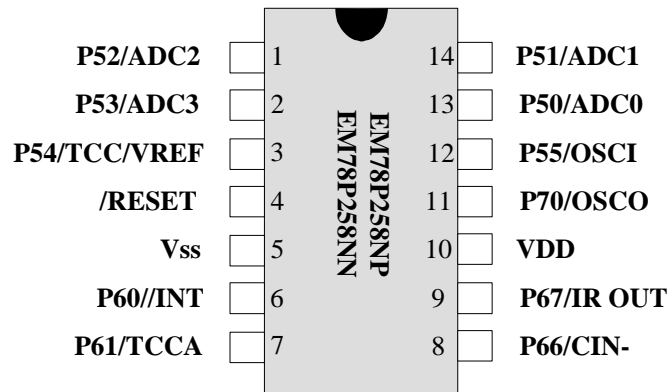 P52/ADC2 1 14 P51/ADC1
P53/ADC3 2 13 P50/ADC0
P54/TCC/VREF 3 12 P55/OSCI
/RESET 4 11 P70/OSCO
Vss 5 10 VDD
P60//INT 6 9 P67/IR OUT
P61/TCCA 7 8 P66/CIN-
EM78P258NP
EM78P258NN